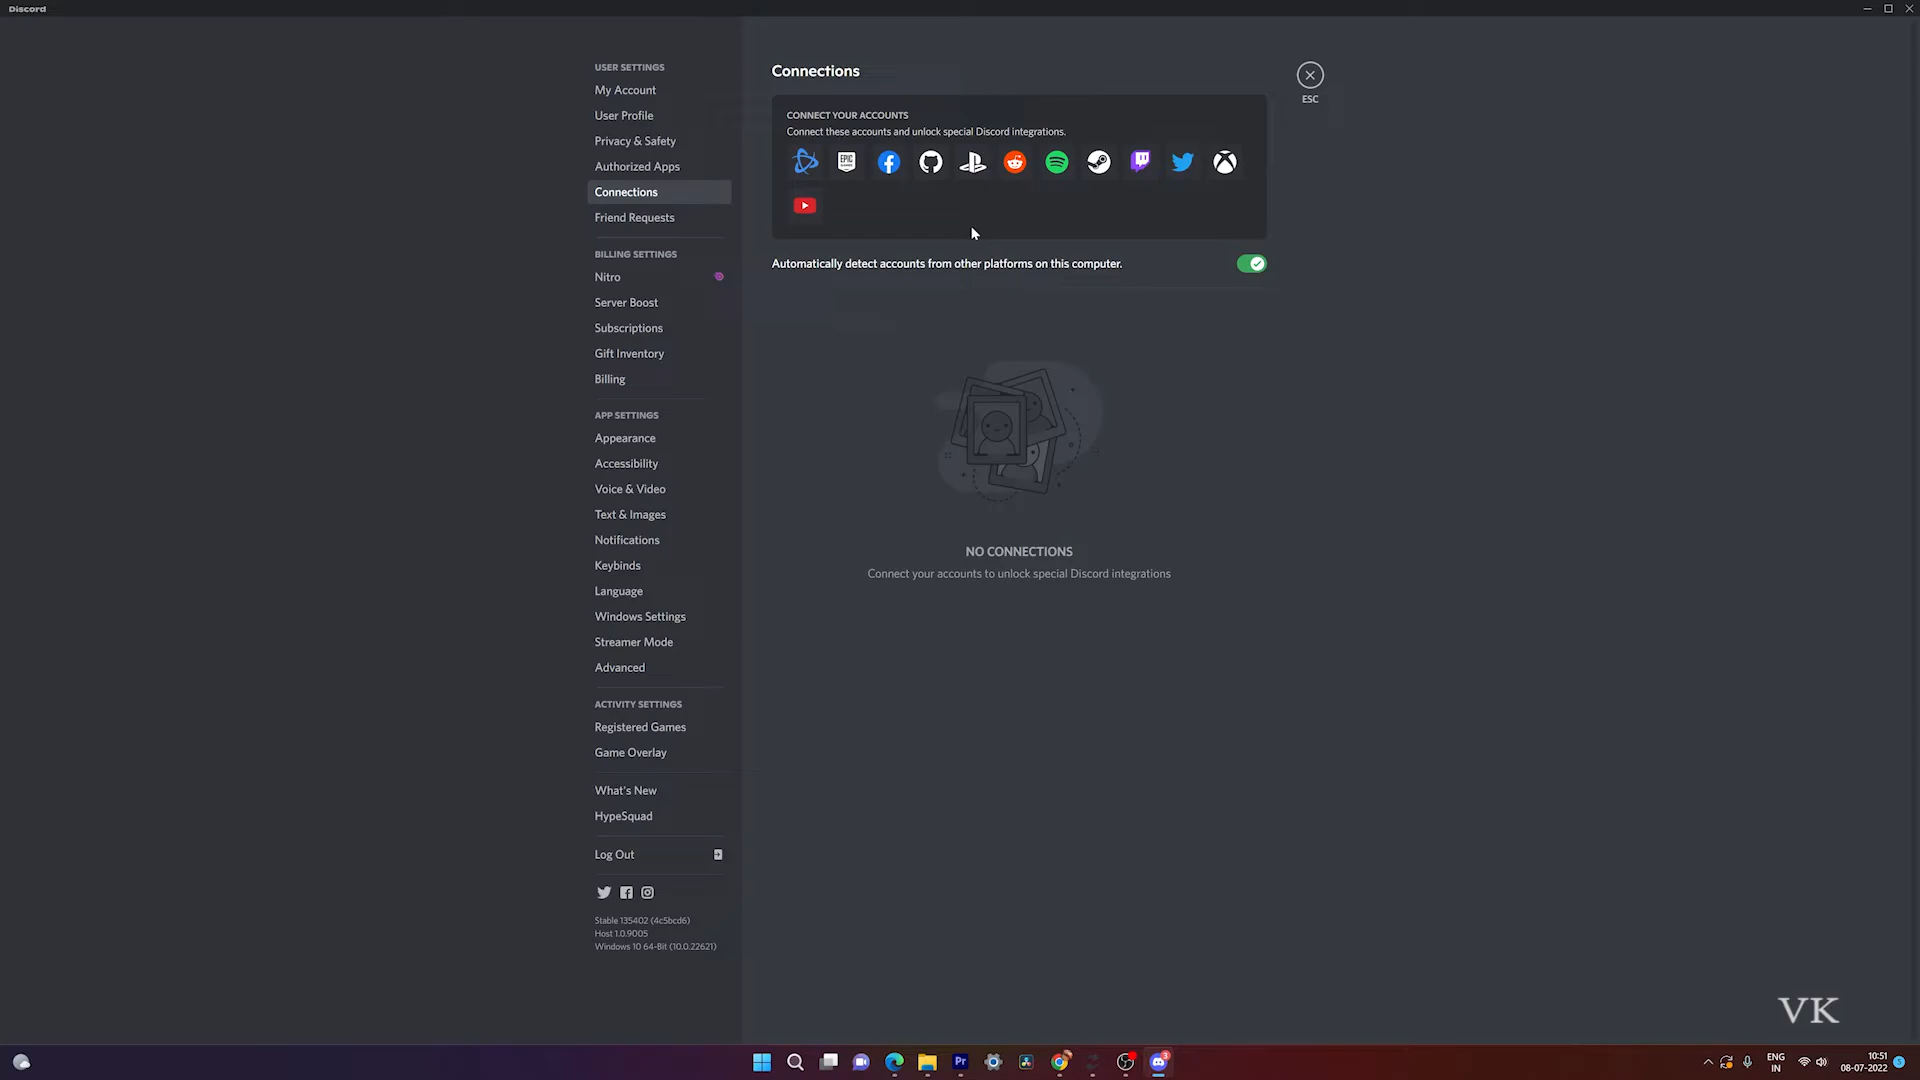 Discord
USER SETTINGS
My Account
User Profile
Privacy & Safety
Authorized Apps
Connections
Friend Requests
BILLING SETTINGS
Nitro
Server Boost
Subscriptions
Gift Inventory
Billing
APP SETTINGS
Appearance
Accessibility
Voice & Video
Text & Images
Notifications
Keybinds
Language
Windows Settings
Streamer Mode
Advanced
ACTIVITY SETTINGS
Registered Games
Game Overlay
What's New
HypeSquad
Log Out
Stable 135402 (4c5bcd6)
Host 1.0.9005
Windows 10 64-Bit (10.0.22621)
Connections
ESC
CONNECT YOUR ACCOUNTS
Connect these accounts and unlock special Discord integrations.
EPIC
GAMES
Automatically detect accounts from other platforms on this computer.
NO CONNECTIONS
Connect your accounts to unlock special Discord integrations
VK
Pr
3
ENG
IN
10:51
08-07-2022
5